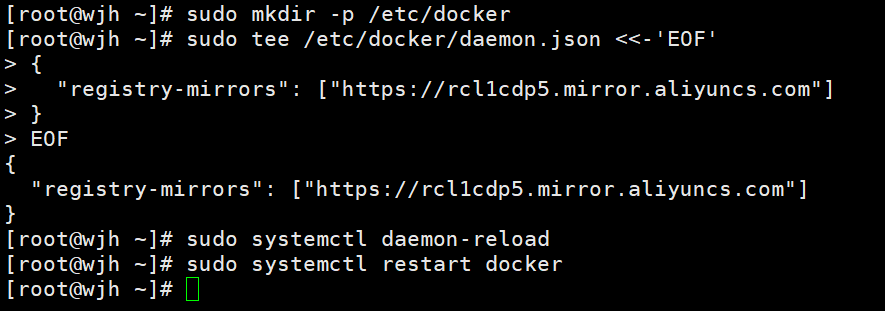 [root@wjh ~]# sudo mkdir -p /etc/docker
[root@wjh ~]# sudo tee /etc/docker/daemon.json <<-'EOF'
> {
>   "registry-mirrors": ["https://rcl1cdp5.mirror.aliyuncs.com"]
> }
> EOF
{
  "registry-mirrors": ["https://rcl1cdp5.mirror.aliyuncs.com"]
}
[root@wjh ~]# sudo systemctl daemon-reload
[root@wjh ~]# sudo systemctl restart docker
[root@wjh ~]#